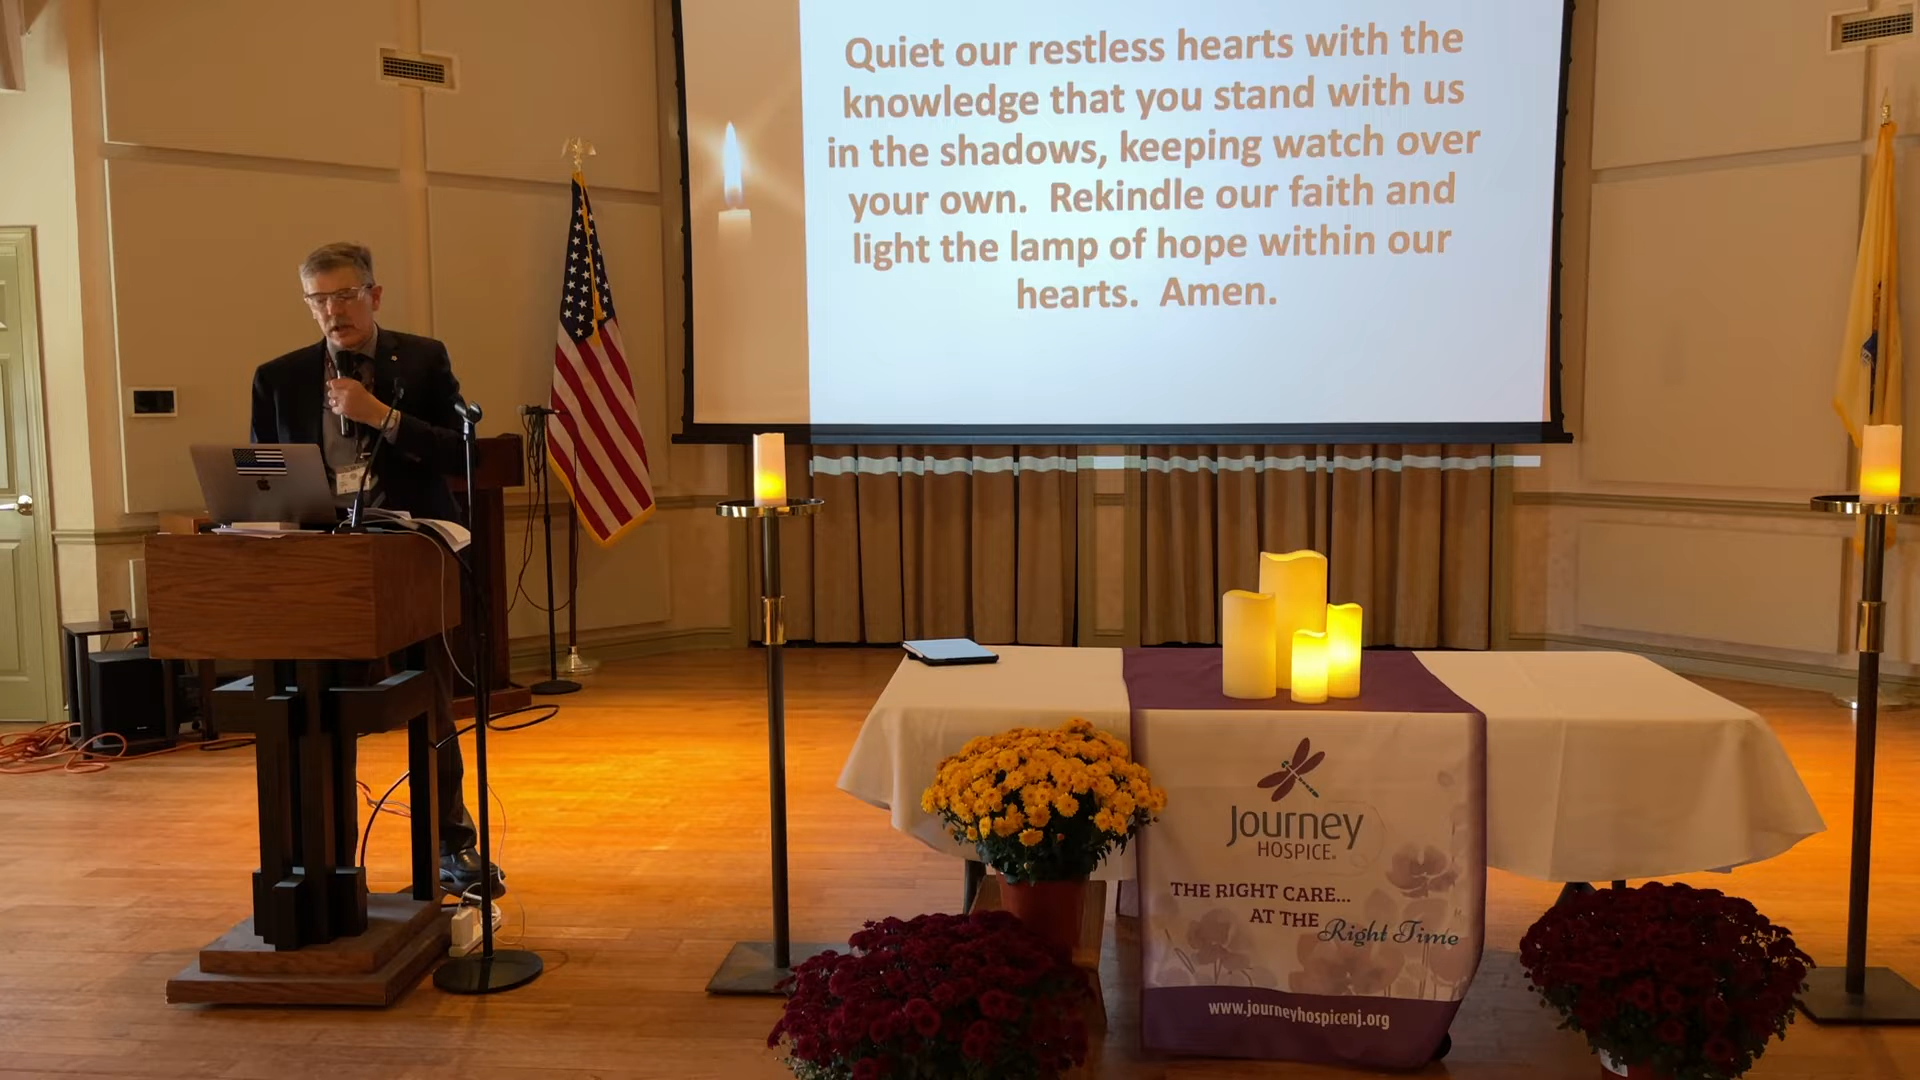 Quiet our restless hearts with the
knowledge that you stand with us
in the shadows, keeping watch over
your own. Rekindle our faith and
light the lamp of hope within our
hearts. Amen.
Journey
HOSPICE
THE RIGHT CARE...
AT THE Right Time
www.journeyhospicenj.org